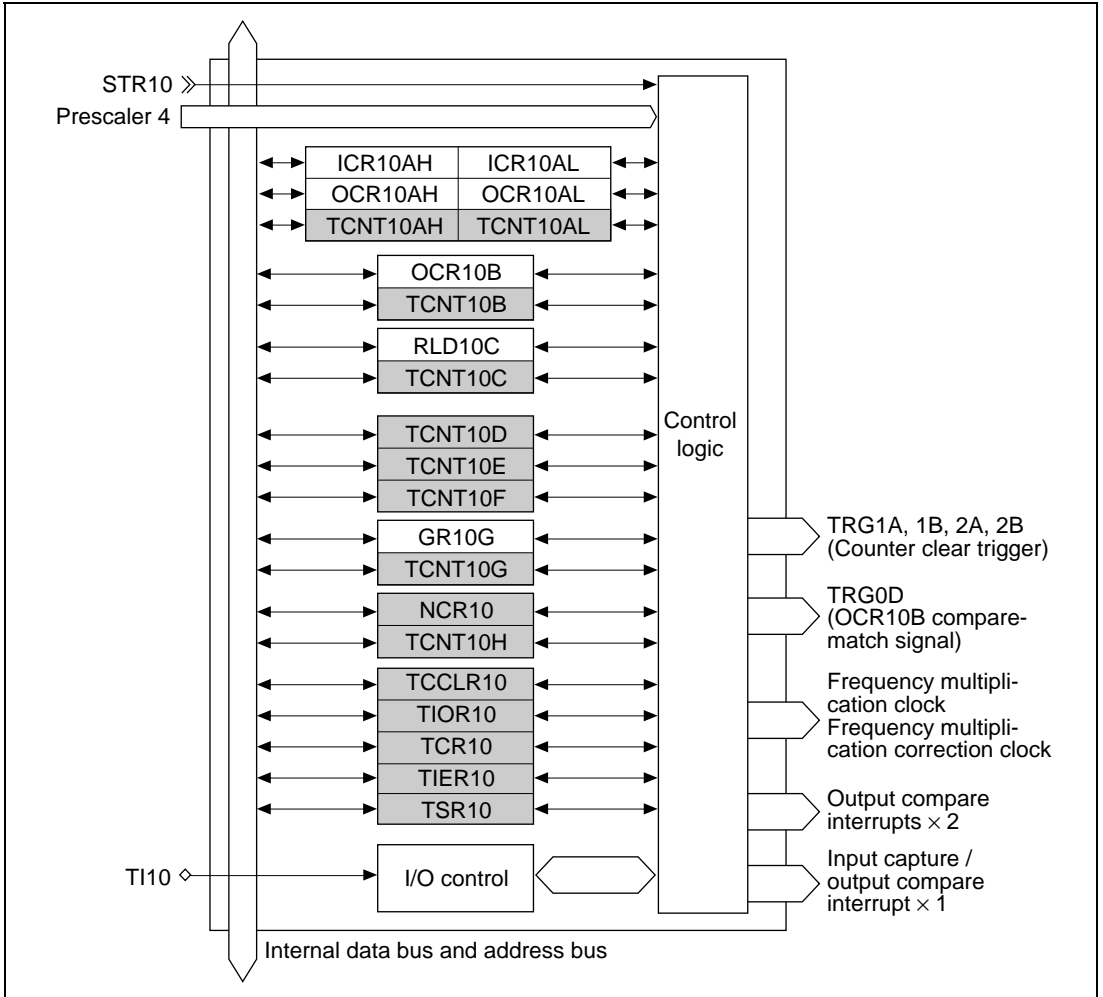 STR10
Prescaler 4
ICR10AH ICR10AL
OCR10AH OCR10AL
TCNT10AH TCNT10AL
OCR10B
TCNT10B
RLD10C
TCNT10C
TCNT10D
TCNT10E
TCNT10F
GR10G
TCNT10G
NCR10
TCNT10H
TCCLR10
TIOR10
TCR10
TIER10
TSR10
TI10
I/O control
Control
logic
TRG1A, 1B, 2A, 2B
(Counter clear trigger)
TRG0D
(OCR10B compare-
match signal)
Frequency multipli-
cation clock
Frequency multipli-
cation correction clock
Output compare
interrupts × 2
Input capture /
output compare
interrupt × 1
Internal data bus and address bus